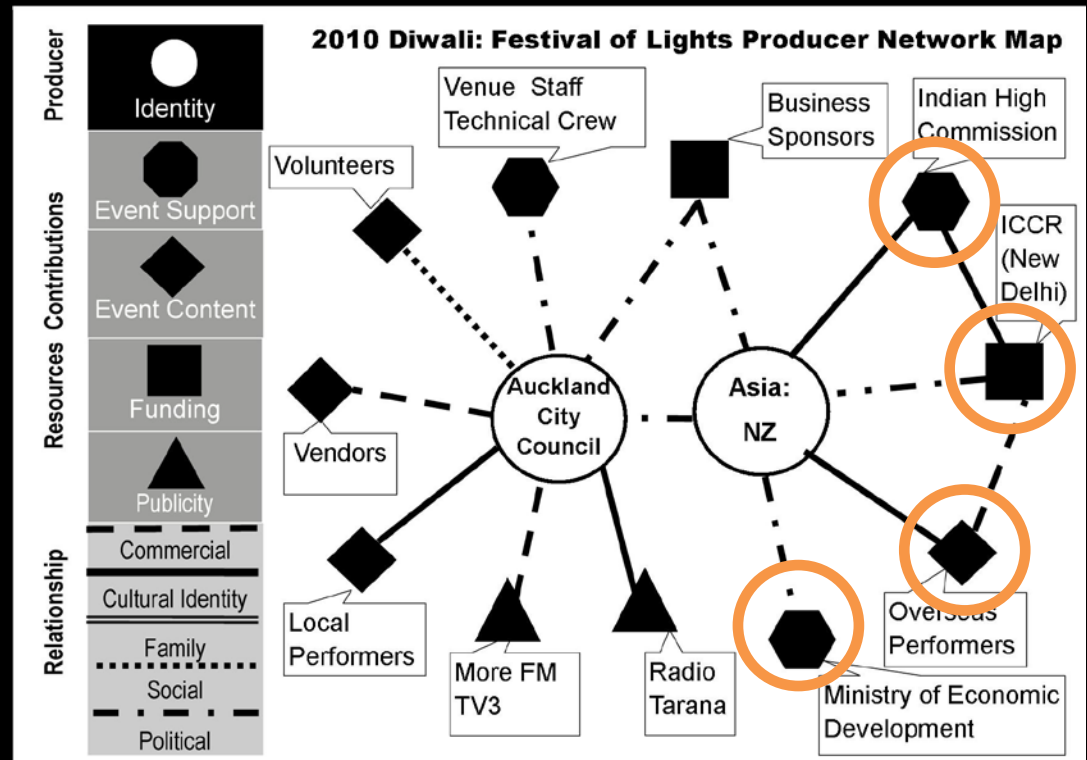 2010 Diwali: Festival of Lights Producer Network Map
Producer
Identity
Resources Contributions
Event Support
Event Content
Funding
Publicity
Relationship
Commercial
Cultural Identity
Family
Social
Political
Venue Staff
Technical Crew
Business
Sponsors
Indian High
Commission
Volunteers
ICCR
(New
Delhi)
Auckland
City
Council
Asia:
NZ
Vendors
Local
Performers
More FM
TV3
Radio
Tarana
Overseas
Performers
Ministry of Economic
Development